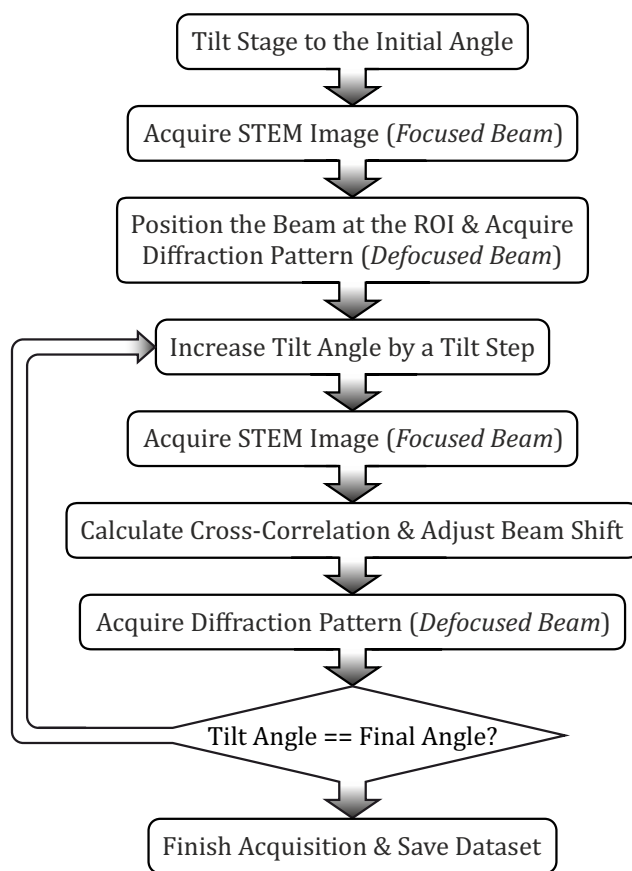 Tilt Stage to the Initial Angle
Acquire STEM Image (Focused Beam)
Position the Beam at the ROI & Acquire
Diffraction Pattern (Defocused Beam)
Increase Tilt Angle by a Tilt Step
Acquire STEM Image (Focused Beam)
Calculate Cross-Correlation & Adjust Beam Shift
Acquire Diffraction Pattern (Defocused Beam)
Tilt Angle == Final Angle?
Finish Acquisition & Save Dataset